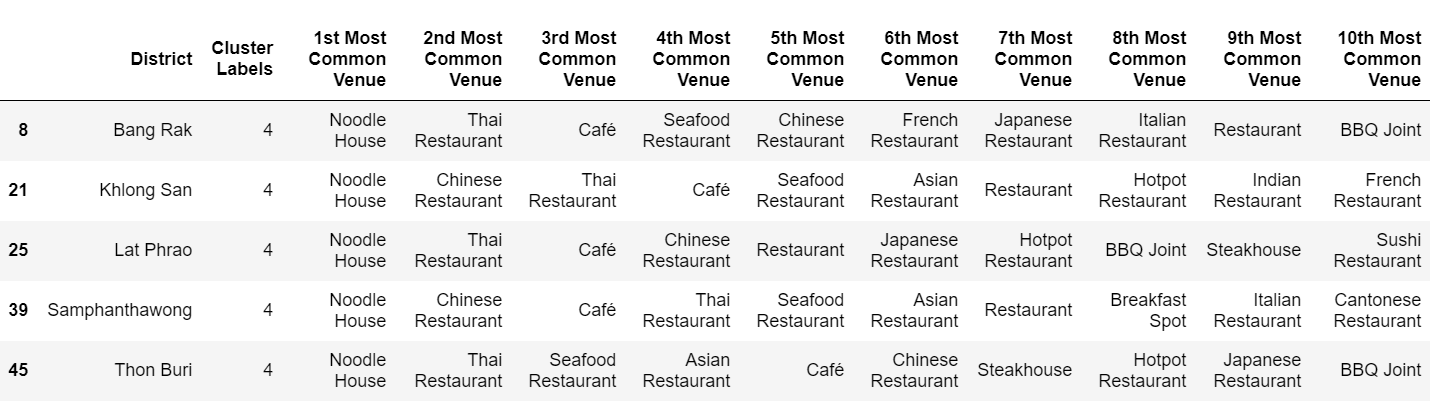 District Cluster Labels 1st Most Common Venue 2nd Most Common Venue 3rd Most Common Venue 4th Most Common Venue 5th Most Common Venue 6th Most Common Venue 7th Most Common Venue 8th Most Common Venue 9th Most Common Venue 10th Most Common Venue
8 Bang Rak 4 Noodle House Thai Restaurant Café Seafood Restaurant Chinese Restaurant French Restaurant Japanese Restaurant Italian Restaurant Restaurant BBQ Joint
21 Khlong San 4 Noodle House Chinese Restaurant Thai Restaurant Café Seafood Restaurant Asian Restaurant Restaurant Hotpot Restaurant Indian Restaurant French Restaurant
25 Lat Phrao 4 Noodle House Thai Restaurant Café Chinese Restaurant Restaurant Japanese Restaurant Hotpot Restaurant BBQ Joint Steakhouse Sushi Restaurant
39 Samphanthawong 4 Noodle House Chinese Restaurant Café Thai Restaurant Seafood Restaurant Asian Restaurant Restaurant Breakfast Spot Italian Restaurant Cantonese Restaurant
45 Thon Buri 4 Noodle House Thai Restaurant Seafood Restaurant Asian Restaurant Café Chinese Restaurant Steakhouse Hotpot Restaurant Japanese Restaurant BBQ Joint